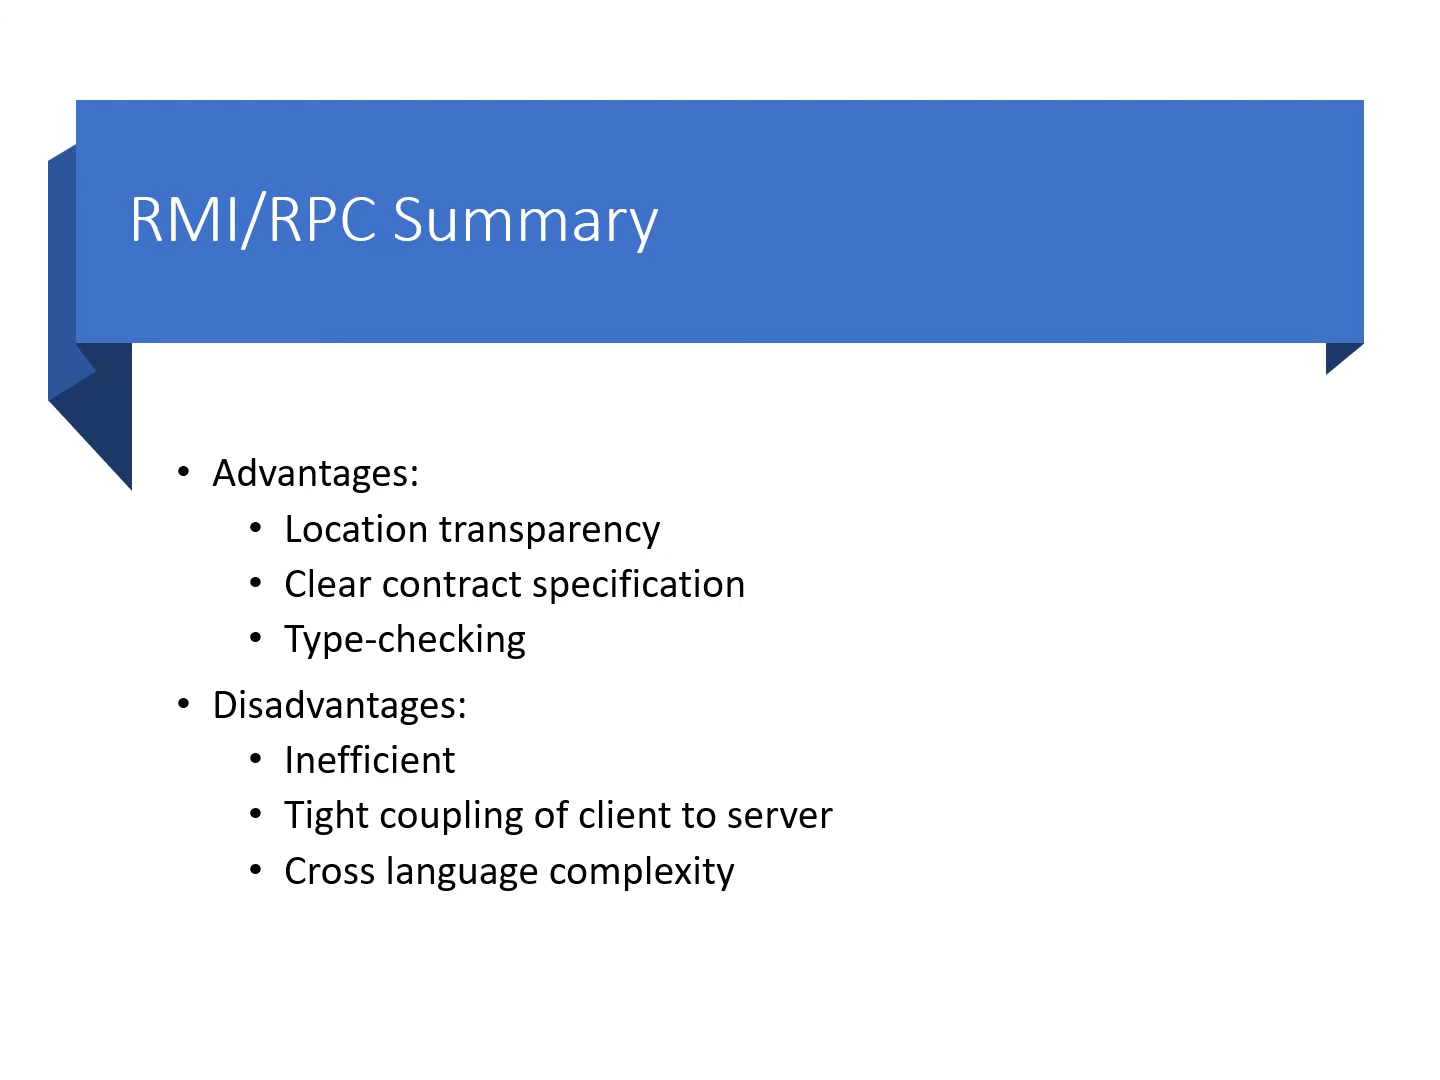 RMI/RPC Summary
• Advantages:
• Location transparency
• Clear contract specification
• Type-checking
• Disadvantages:
• Inefficient
• Tight coupling of client to server
• Cross language complexity